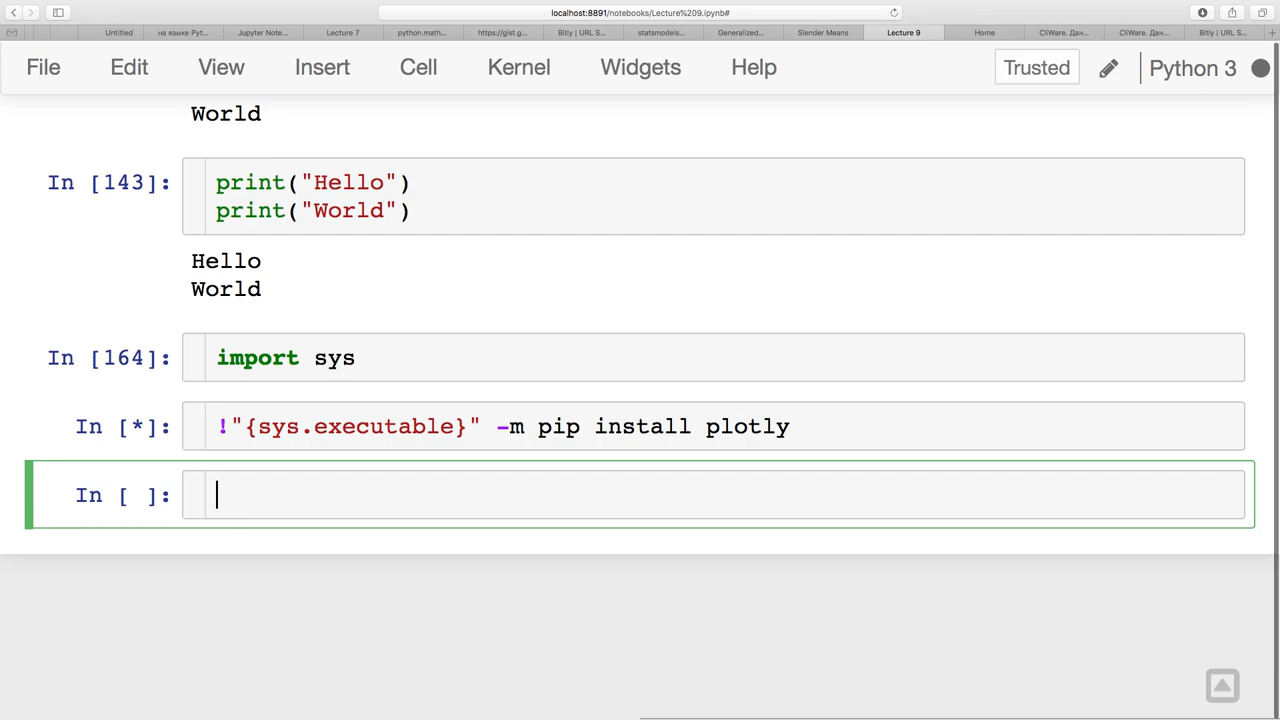 localhost:8891/notebooks/Lecture%209.ipynb#
Untitled
на языке Pyt...
Jupyter Note...
Lecture 7
python.math...
https://gist.g...
Bitly | URL S...
statsmodels...
Generalized...
Slender Means
Lecture 9
Home
CliWare. Дан...
CliWare. Дан...
Bitly | URL S...
File Edit View Insert Cell Kernel Widgets Help
Trusted
Python 3
World
In [143]:
print("Hello")
print("World")
Hello
World
In [164]:
import sys
In [*]:
!"{sys.executable}" -m pip install plotly
In [ ]: